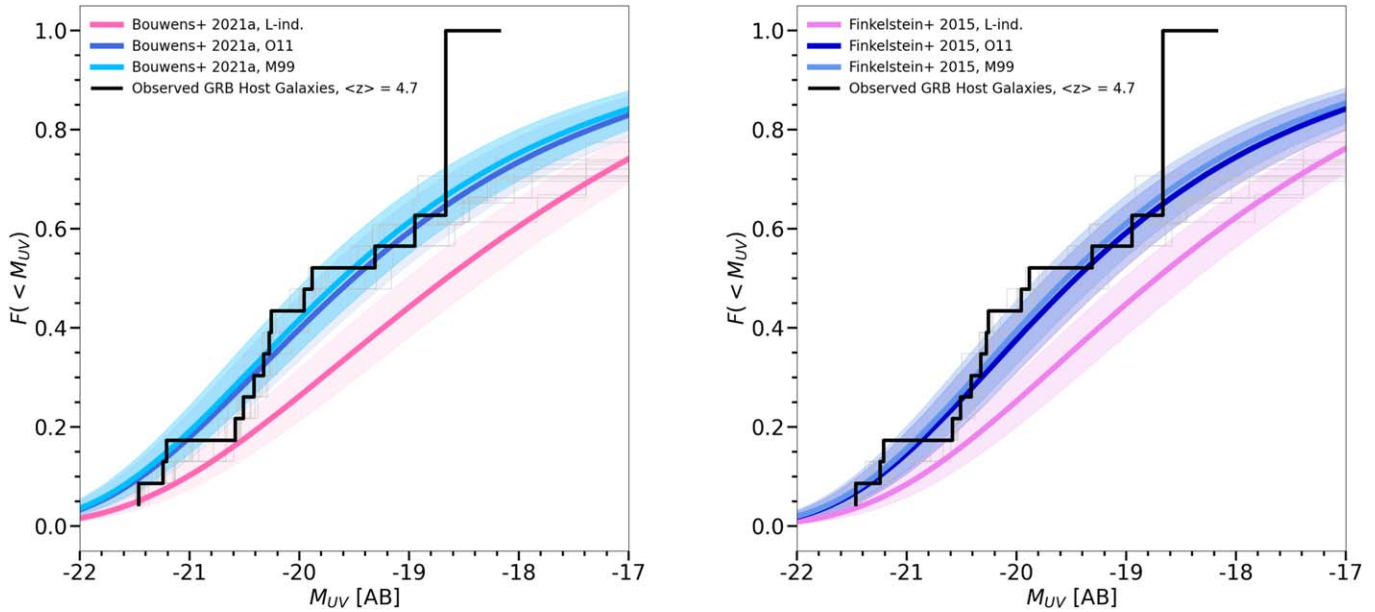 Bouwens+ 2021a, L-ind.
Bouwens+ 2021a, O11
Bouwens+ 2021a, M99
Observed GRB Host Galaxies, <z> = 4.7
1.0
0.8
0.6
0.4
0.2
0.0
F( < M_UV)
-22
-21
-20
-19
-18
-17
M_UV [AB]
Finkelstein+ 2015, L-ind.
Finkelstein+ 2015, O11
Finkelstein+ 2015, M99
Observed GRB Host Galaxies, <z> = 4.7
1.0
0.8
0.6
0.4
0.2
0.0
F( < M_UV)
-22
-21
-20
-19
-18
-17
M_UV [AB]